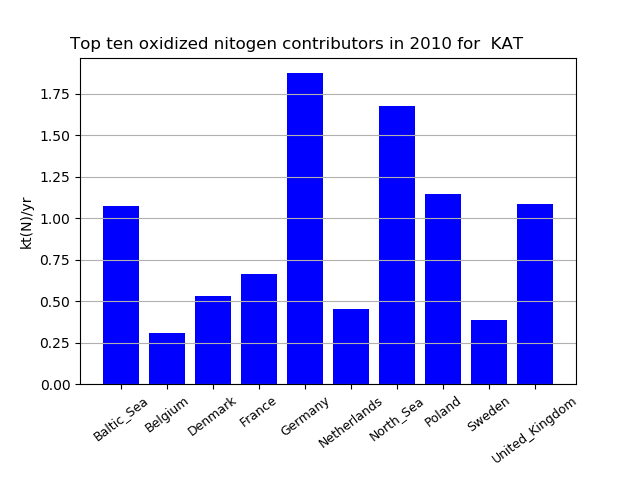 Top ten oxidized nitogen contributors in 2010 for  KAT
kt(N)/yr
1.75
1.50
1.25
1.00
0.75
0.50
0.25
0.00
Baltic_Sea
Belgium
Denmark
France
Germany
Netherlands
North_Sea
Poland
Sweden
United_Kingdom